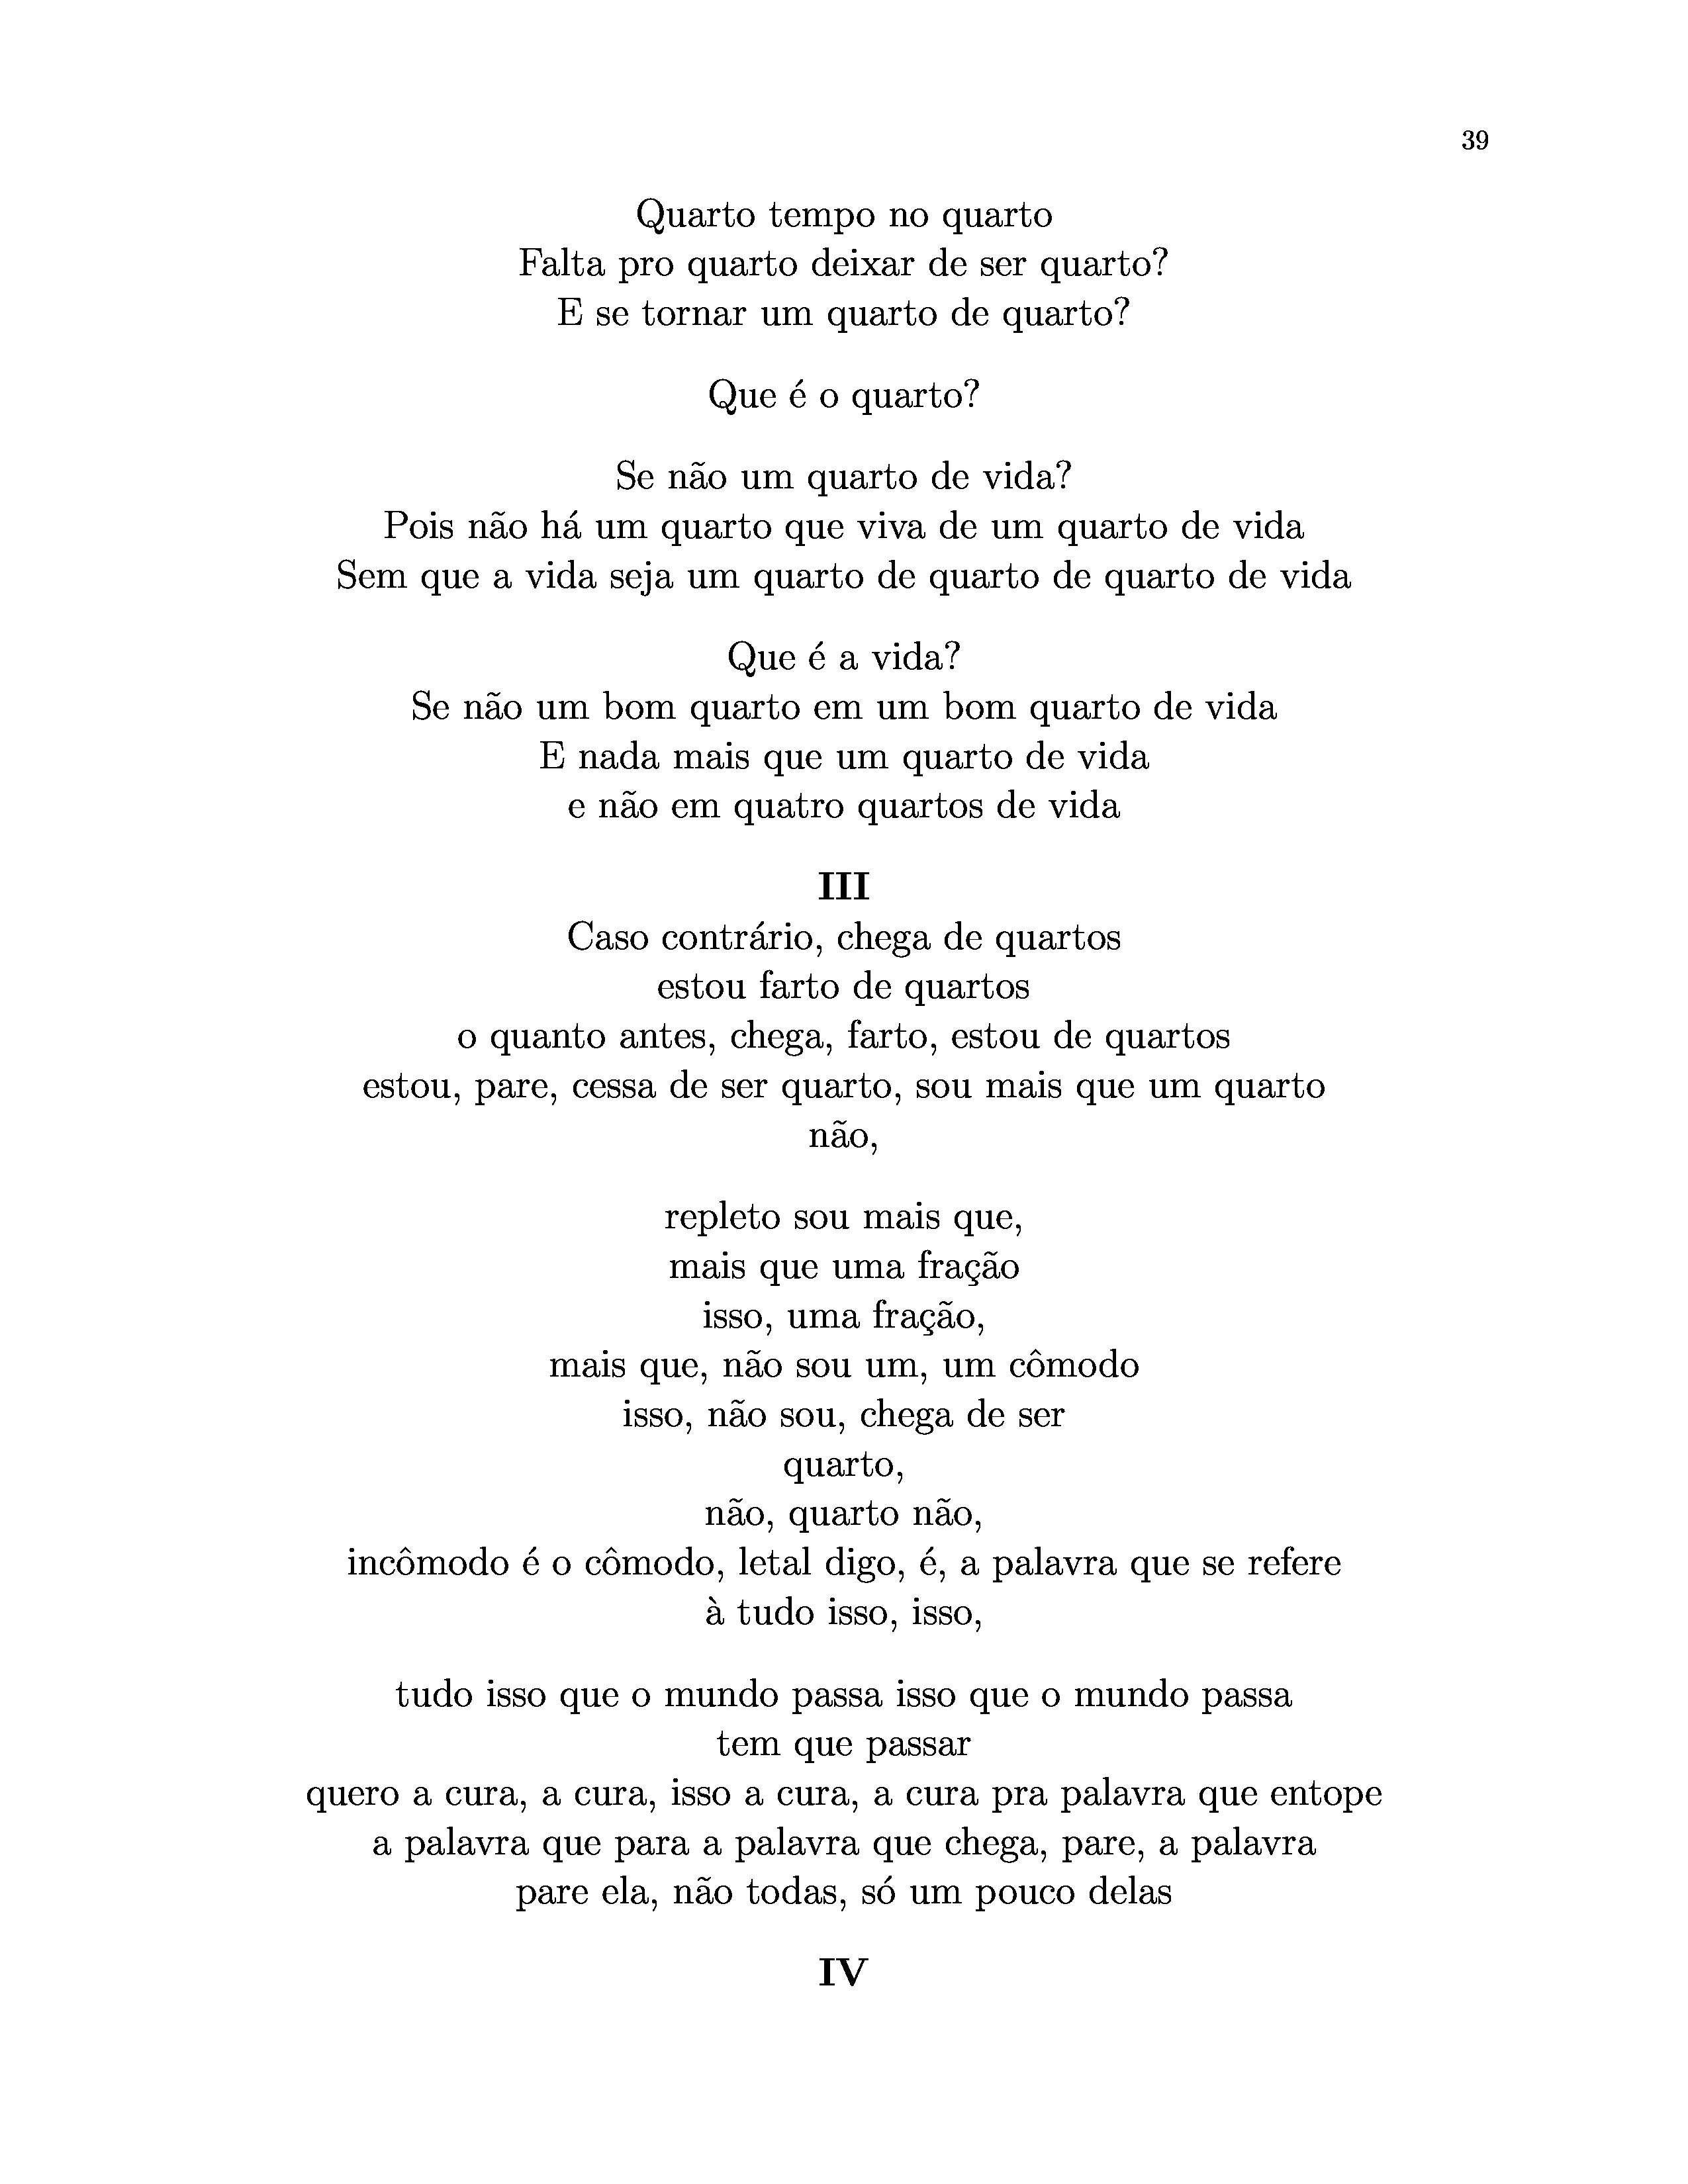 39
Quarto tempo no quarto
Falta pro quarto deixar de ser quarto?
E se tornar um quarto de quarto?
Que é o quarto?
Se não um quarto de vida?
Pois não há um quarto que viva de um quarto de vida
Sem que a vida seja um quarto de quarto de quarto de vida
Que é a vida?
Se não um bom quarto em um bom quarto de vida
E nada mais que um quarto de vida
e não em quatro quartos de vida
III
Caso contrário, chega de quartos
estou farto de quartos
o quanto antes, chega, farto, estou de quartos
estou, pare, cessa de ser quarto, sou mais que um quarto
não,
repleto sou mais que,
mais que uma fração
isso, uma fração,
mais que, não sou um, um cômodo
isso, não sou, chega de ser
quarto,
não, quarto não,
incômodo é o cômodo, letal digo, é, a palavra que se refere
à tudo isso, isso,
tudo isso que o mundo passa isso que o mundo passa
tem que passar
quero a cura, a cura, isso a cura, a cura pra palavra que entope
a palavra que para a palavra que chega, pare, a palavra
pare ela, não todas, só um pouco delas
IV